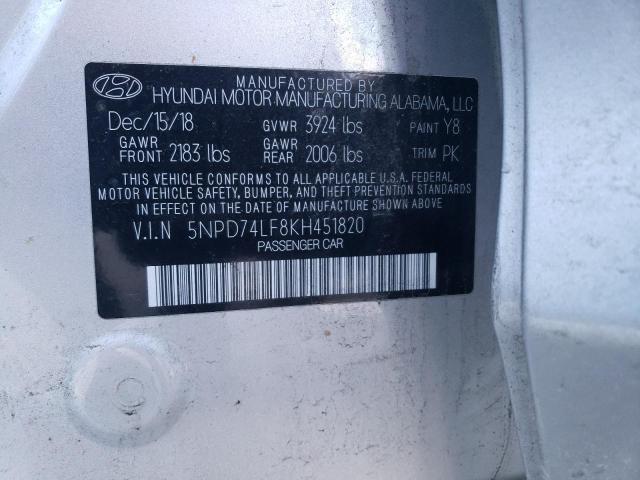 MANUFACTURED BY
HYUNDAI MOTOR MANUFACTURING ALABAMA, LLC
Dec/15/18 GVWR 3924 lbs PAINT Y8
GAWR FRONT 2183 lbs GAWR REAR 2006 lbs TRIM PK
THIS VEHICLE CONFORMS TO ALL APPLICABLE U.S.A. FEDERAL
MOTOR VEHICLE SAFETY, BUMPER, AND THEFT PREVENTION STANDARDS
IN EFFECT ON THE DATE OF MANUFACTURE SHOWN ABOVE.
V.I.N 5NPD74LF8KH451820
PASSENGER CAR